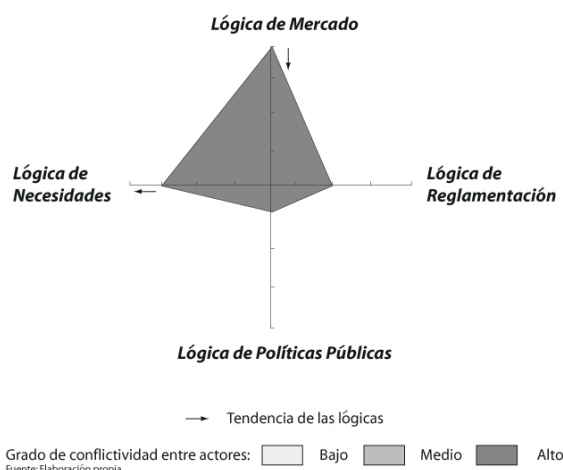 Lógica de Mercado
Lógica de
Necesidades
Lógica de
Reglamentación
Lógica de Políticas Públicas
Tendencia de las lógicas
Grado de conflictividad entre actores: Bajo Medio Alto
Fuente: Elaboración propia